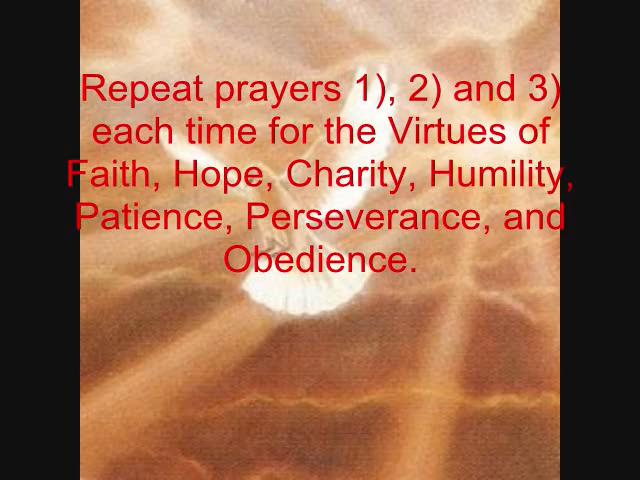 Repeat prayers 1), 2) and 3)
each time for the Virtues of
Faith, Hope, Charity, Humility,
Patience, Perseverance, and
Obedience.